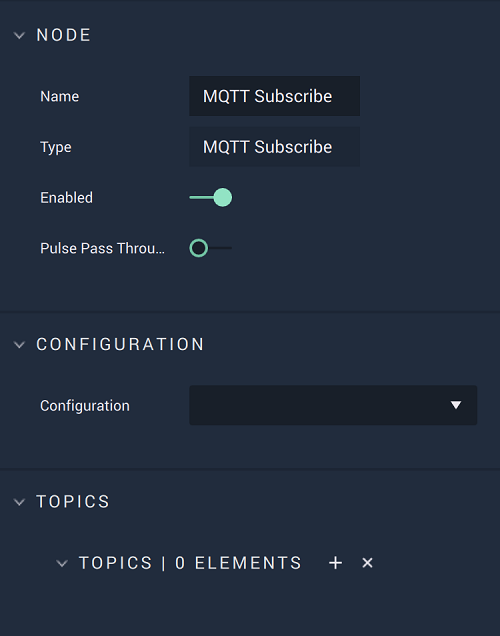 NODE
Name MQTT Subscribe
Type MQTT Subscribe
Enabled
Pulse Pass Throu...
CONFIGURATION
Configuration
TOPICS
TOPICS | 0 ELEMENTS